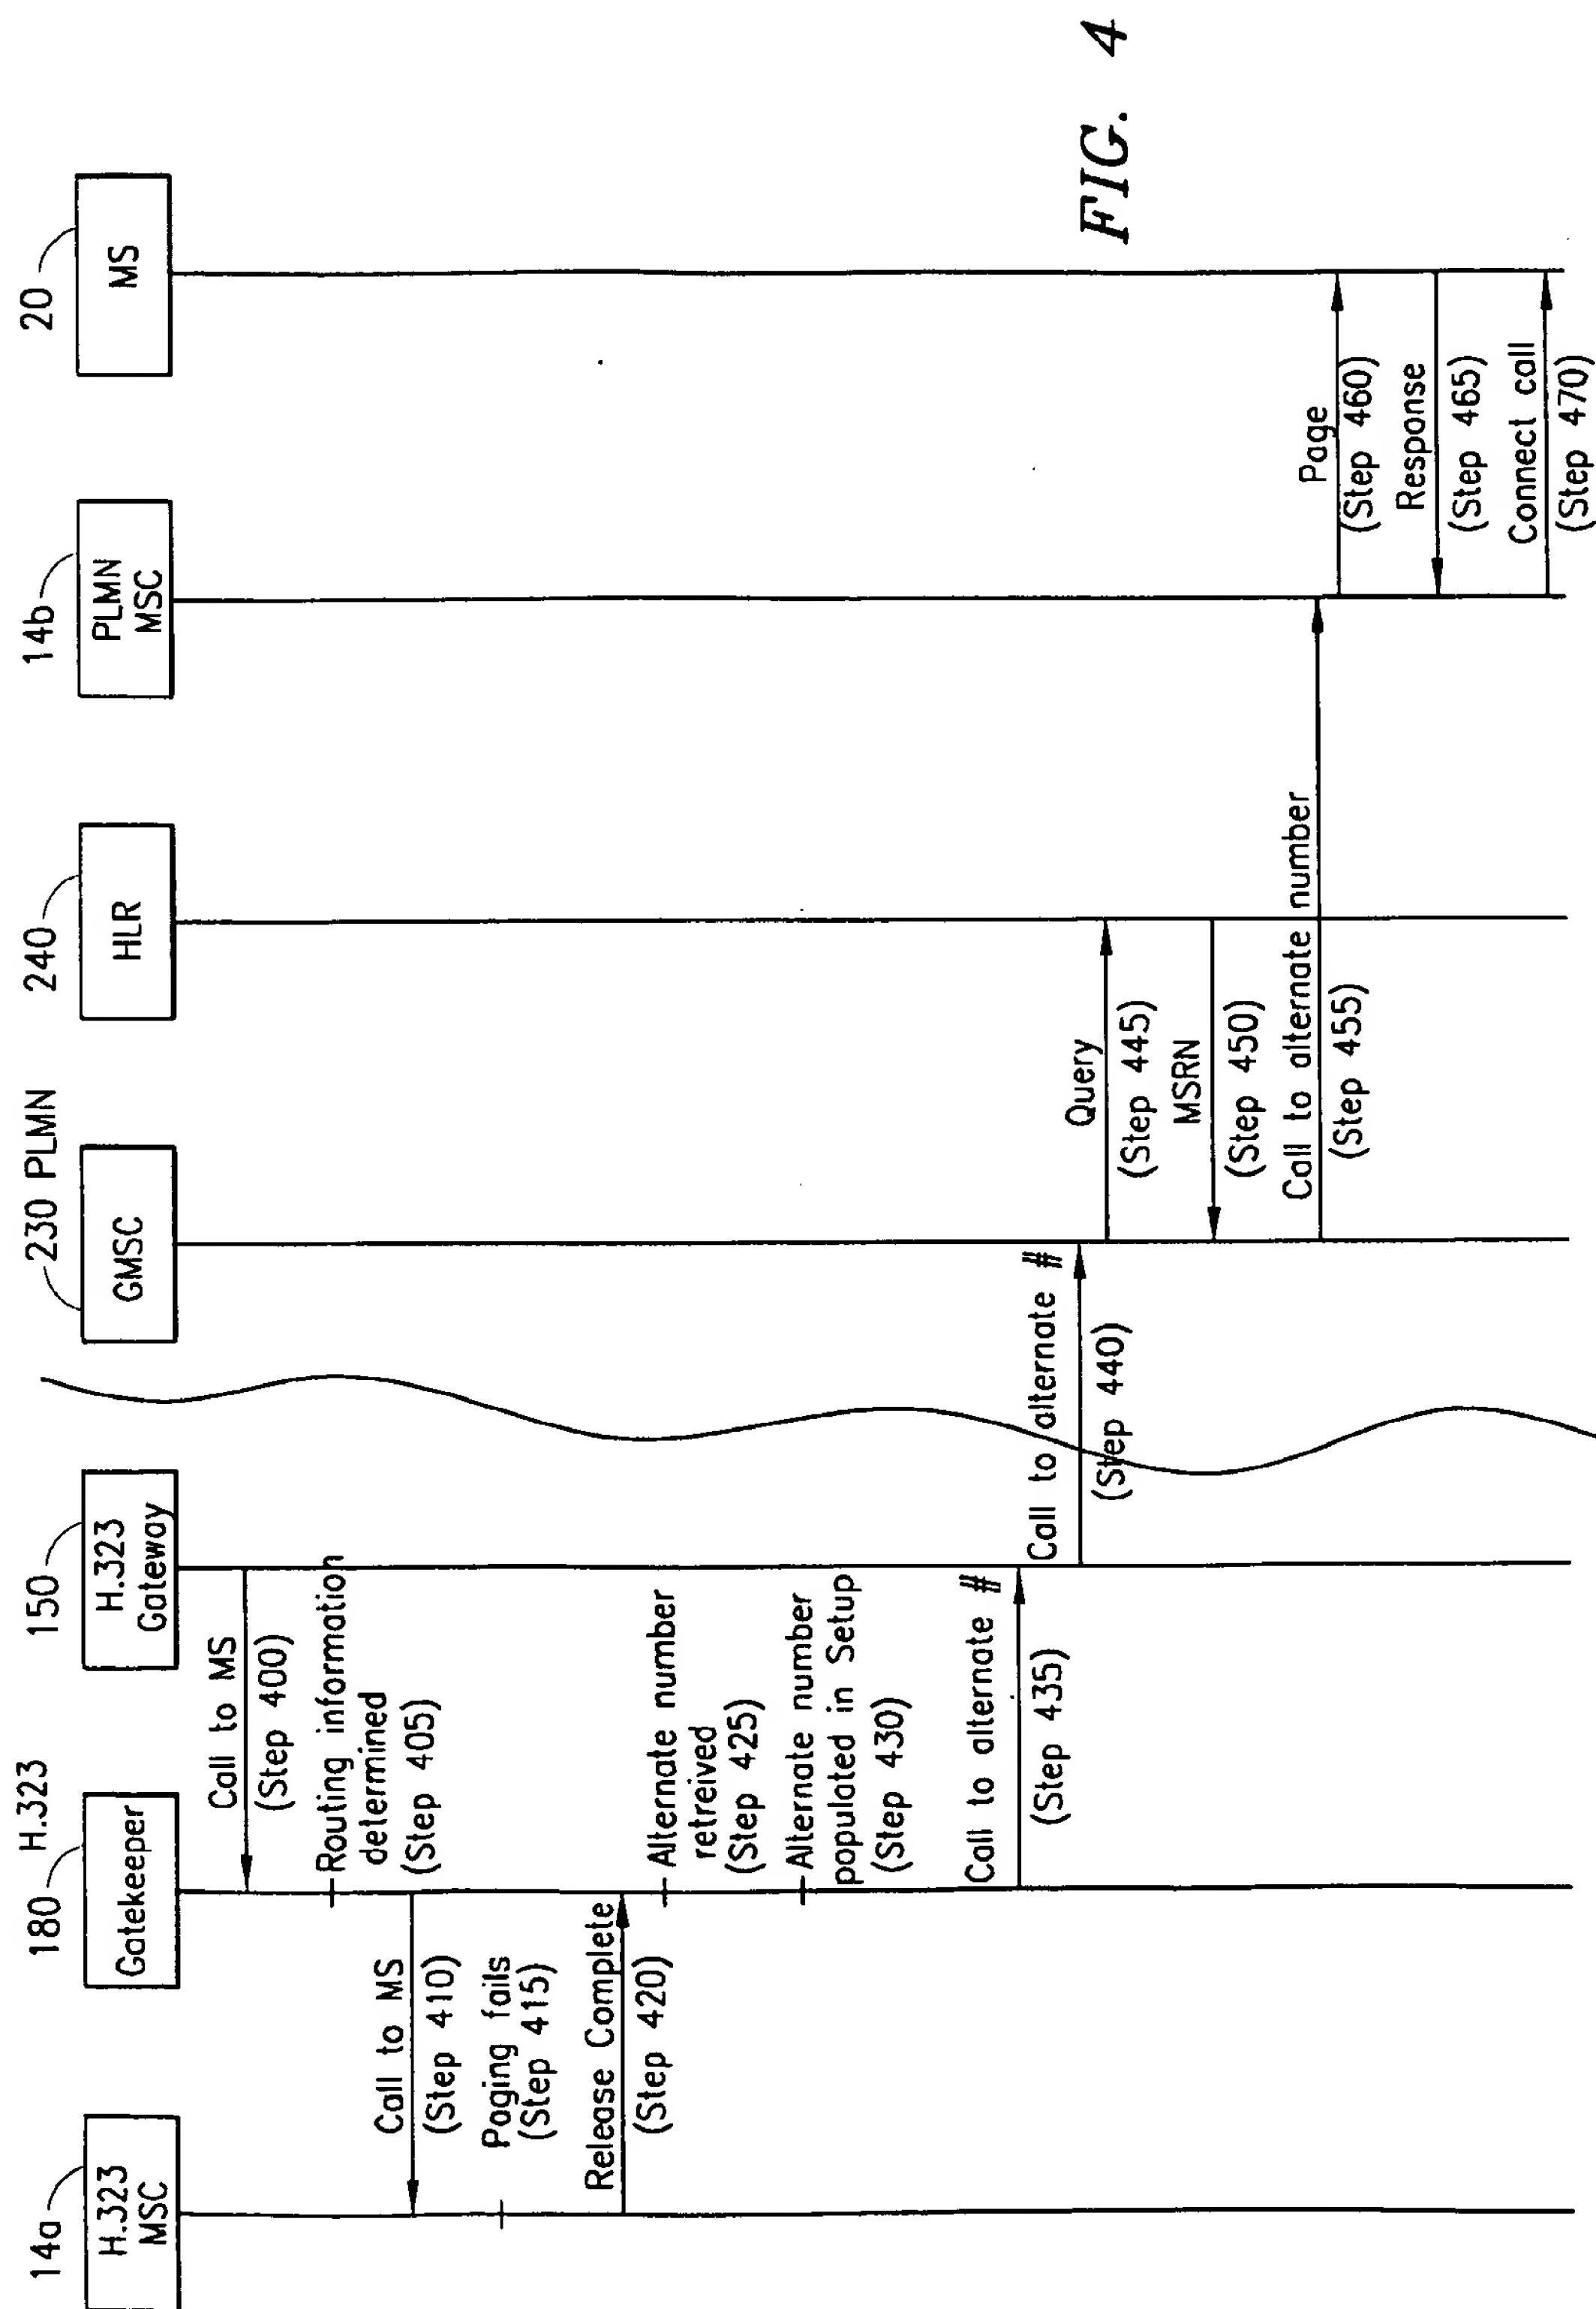 14a
H.323
MSC
180
H.323
Gatekeeper
150
H.323
Gateway
230 PLMN
GMSC
240
HLR
14b
PLMN
MSC
20
MS
Call to MS
(Step 400)
Routing information
determined
(Step 405)
Call to MS
(Step 410)
Paging fails
(Step 415)
Release Complete
(Step 420)
Alternate number
retreived
(Step 425)
Alternate number
populated in Setup
(Step 430)
Call to alternate #
(Step 435)
Call to alternate #
(Step 440)
Query
(Step 445)
MSRN
(Step 450)
Call to alternate number
(Step 455)
Page
(Step 460)
Response
(Step 465)
Connect call
(Step 470)
FIG. 4